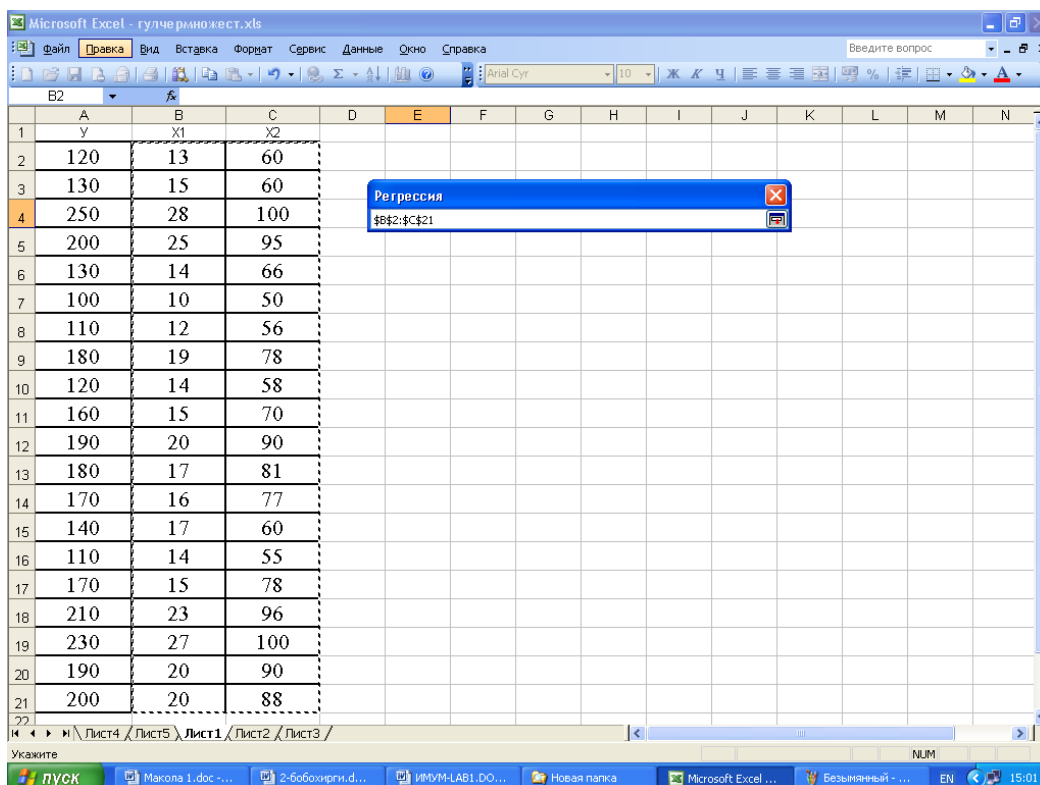 Microsoft Excel - гулчермножест.xls
Файл Правка Вид Вставка Формат Сервис Данные Окно Справка Введите вопрос
Arial Cyr 10 Ж К Ч
B2 fx
A B C D E F G H I J K L M N
1 У X1 X2
2 120 13 60
3 130 15 60
Регрессия
4 250 28 100
$B$2:$C$21
5 200 25 95
6 130 14 66
7 100 10 50
8 110 12 56
9 180 19 78
10 120 14 58
11 160 15 70
12 190 20 90
13 180 17 81
14 170 16 77
15 140 17 60
16 110 14 55
17 170 15 78
18 210 23 96
19 230 27 100
20 190 20 90
21 200 20 88
22
Лист4 Лист5 Лист1 Лист2 Лист3
Укажите NUM
пуск Макола 1.doc -... 2-бобохирги.d... ИМУМ-LAB1.DO... Новая папка Microsoft Excel ... Безымянный - ... EN 15:01